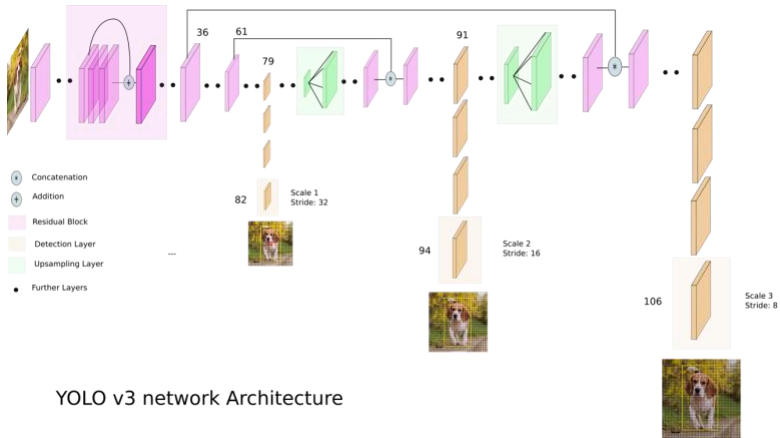 36
61
79
91
Concatenation
Addition
Residual Block
Detection Layer
Upsampling Layer
Further Layers
...
82
Scale 1
Stride: 32
94
Scale 2
Stride: 16
106
Scale 3
Stride: 8
YOLO v3 network Architecture